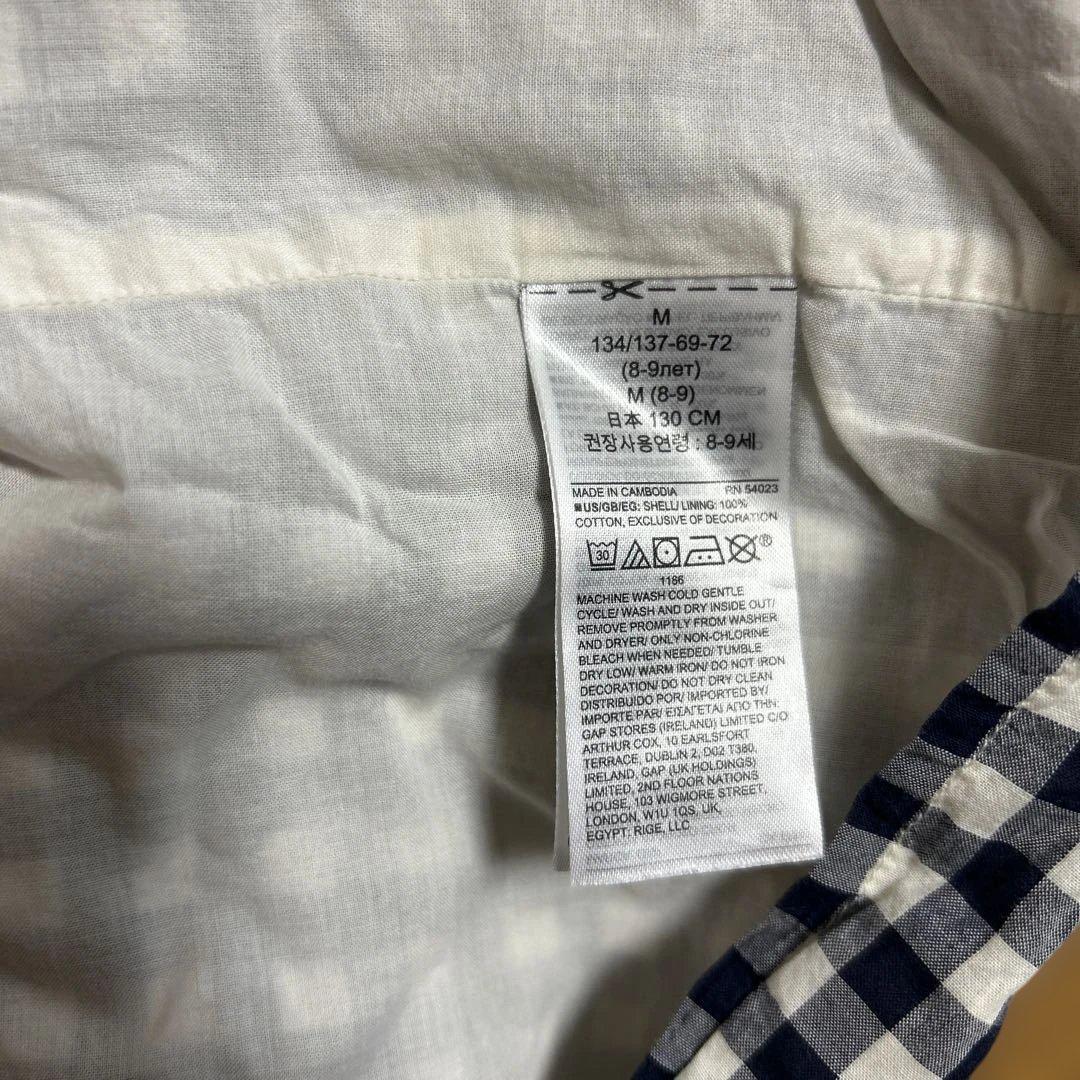 M
134/137-69-72
(8-9лет)
M (8-9)
日本 130 CM
권장사용연령 : 8-9세
MADE IN CAMBODIA RN 54023
US/GB/EG: SHELL/ LINING: 100%
COTTON, EXCLUSIVE OF DECORATION
30
®
1166
MACHINE WASH COLD GENTLE
CYCLE/ WASH AND DRY INSIDE OUT/
REMOVE PROMPTLY FROM WASHER
AND DRYER/ ONLY NON-CHLORINE
BLEACH WHEN NEEDED/ TUMBLE
DRY LOW/ WARM IRON/ DO NOT IRON
DECORATION/ DO NOT DRY CLEAN
DISTRIBUIDO POR/ IMPORTED BY/
IMPORTE PAR/ ΕΙΣΑΓΕΤΑΙ ΑΠΟ ΤΗΝ:
GAP STORES (IRELAND) LIMITED C/O
ARTHUR COX, 10 EARLSFORT
TERRACE, DUBLIN 2, D02 T380,
IRELAND, GAP (UK HOLDINGS)
LIMITED, 2ND FLOOR NATIONS
HOUSE, 103 WIGMORE STREET,
LONDON, W1U 1QS, UK,
EGYPT: RIGE, LLC